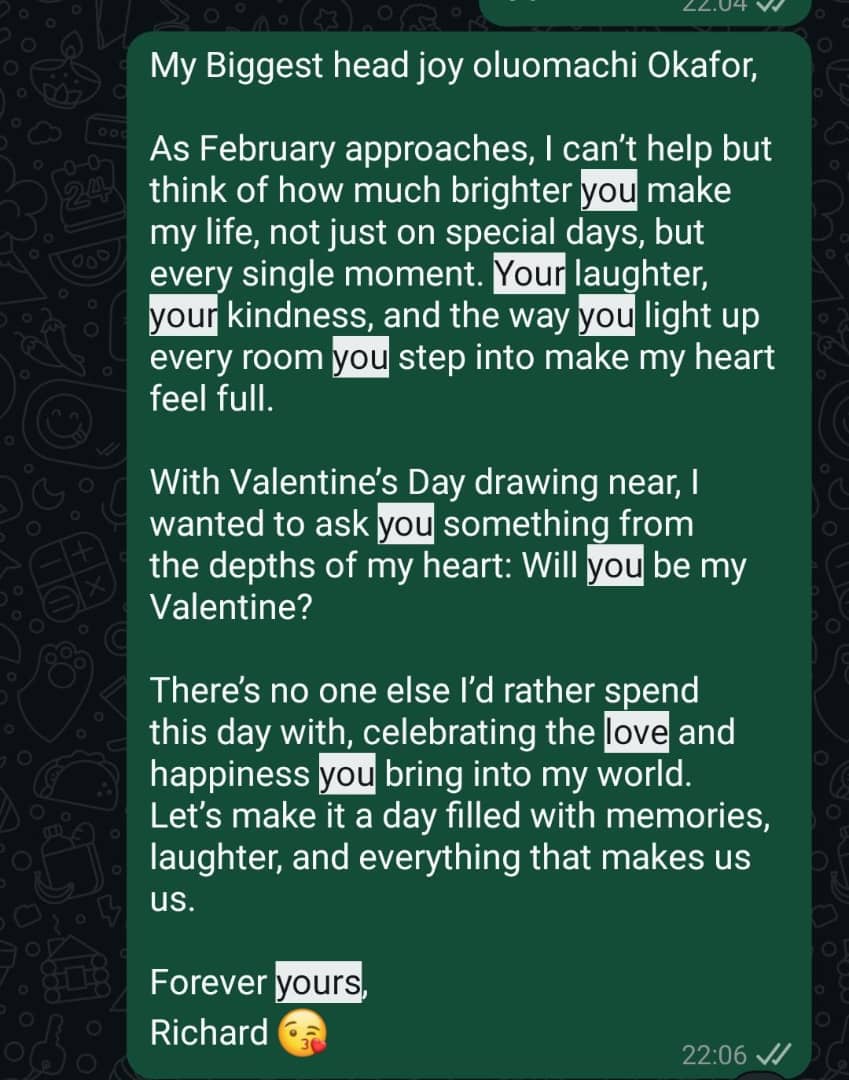 22:04
My Biggest head joy oluomachi Okafor,
As February approaches, I can’t help but
think of how much brighter you make
my life, not just on special days, but
every single moment. Your laughter,
your kindness, and the way you light up
every room you step into make my heart
feel full.
With Valentine’s Day drawing near, I
wanted to ask you something from
the depths of my heart: Will you be my
Valentine?
There’s no one else I’d rather spend
this day with, celebrating the love and
happiness you bring into my world.
Let’s make it a day filled with memories,
laughter, and everything that makes us
us.
Forever yours,
Richard 😘
22:06